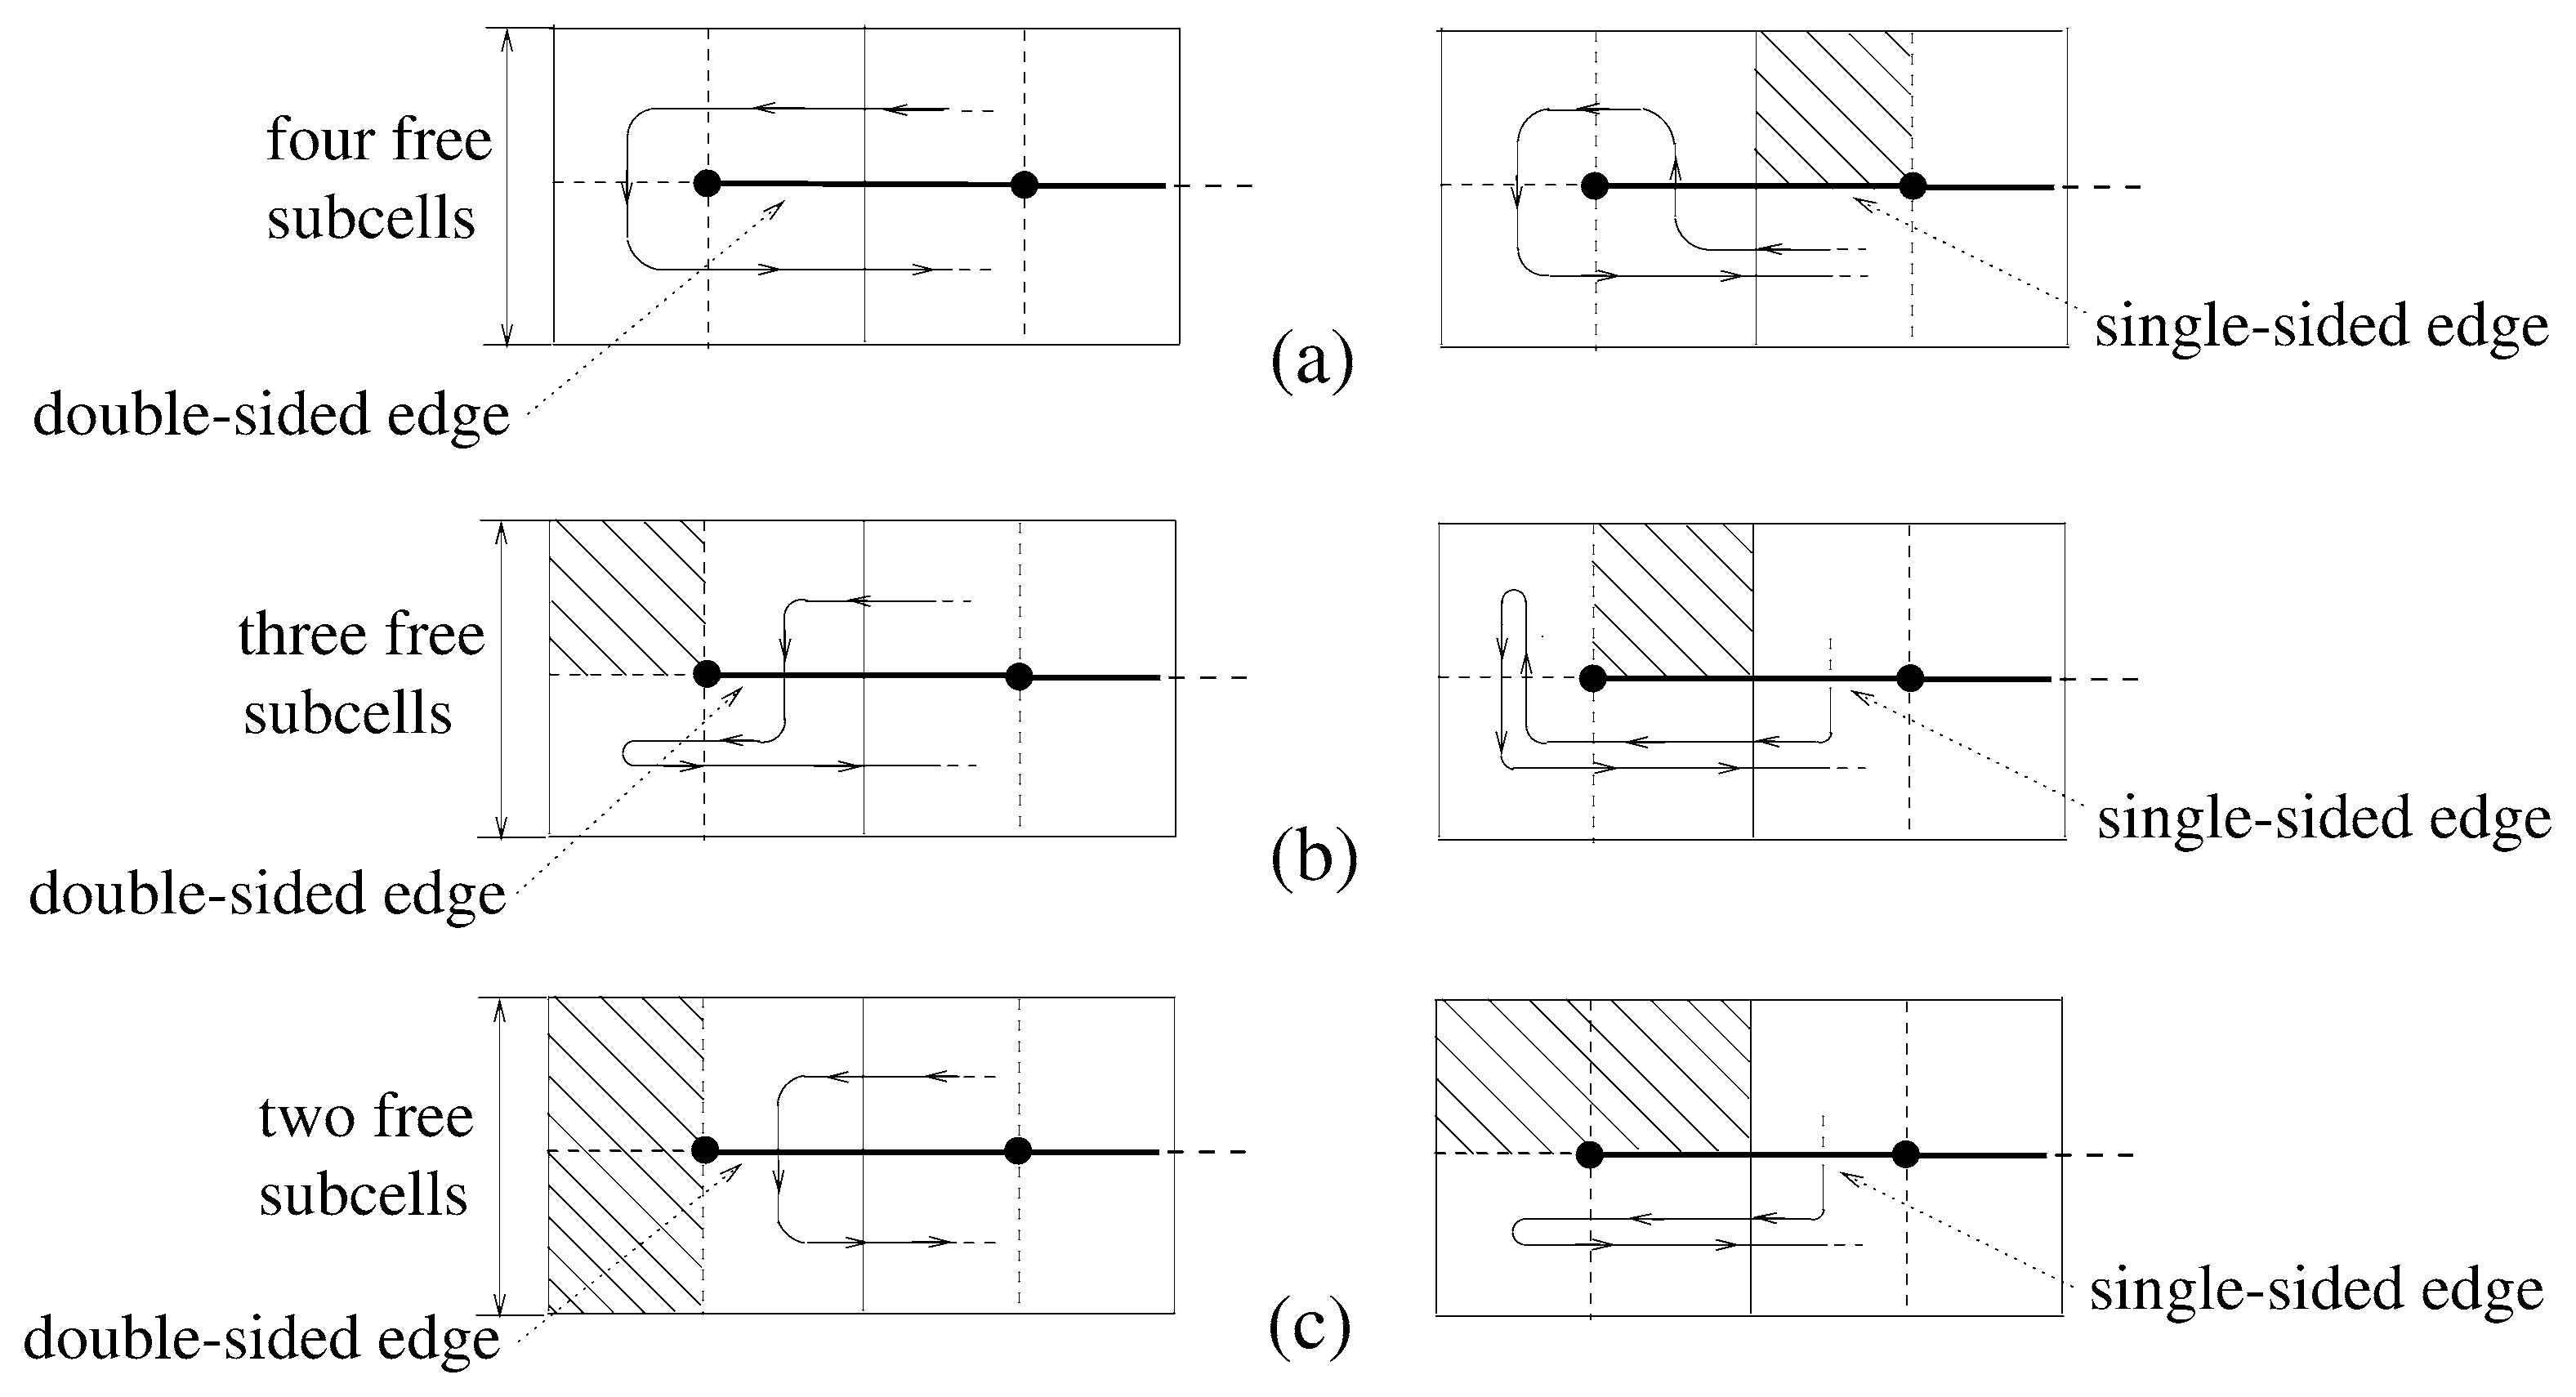 four free
subcells
double-sided edge
(a)
single-sided edge
three free
subcells
double-sided edge
(b)
single-sided edge
two free
subcells
double-sided edge
(c)
single-sided edge